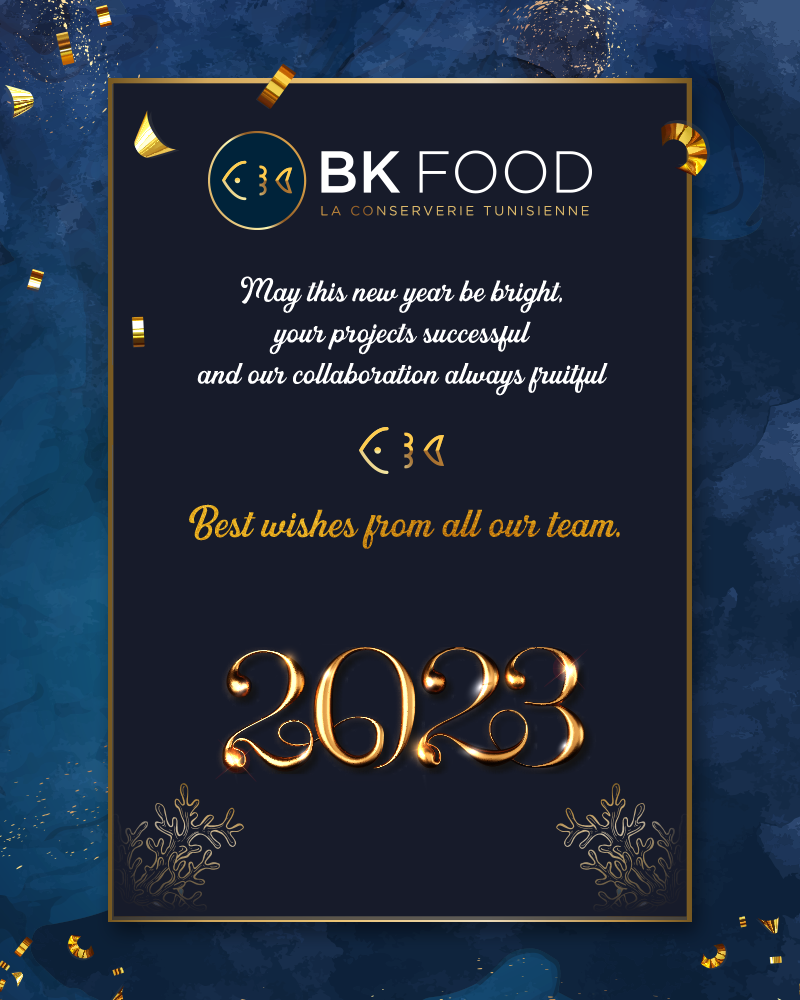 BK FOOD
LA CONSERVERIE TUNISIENNE
May this new year be bright,
your projects successful
and our collaboration always fruitful
Best wishes from all our team.
2023